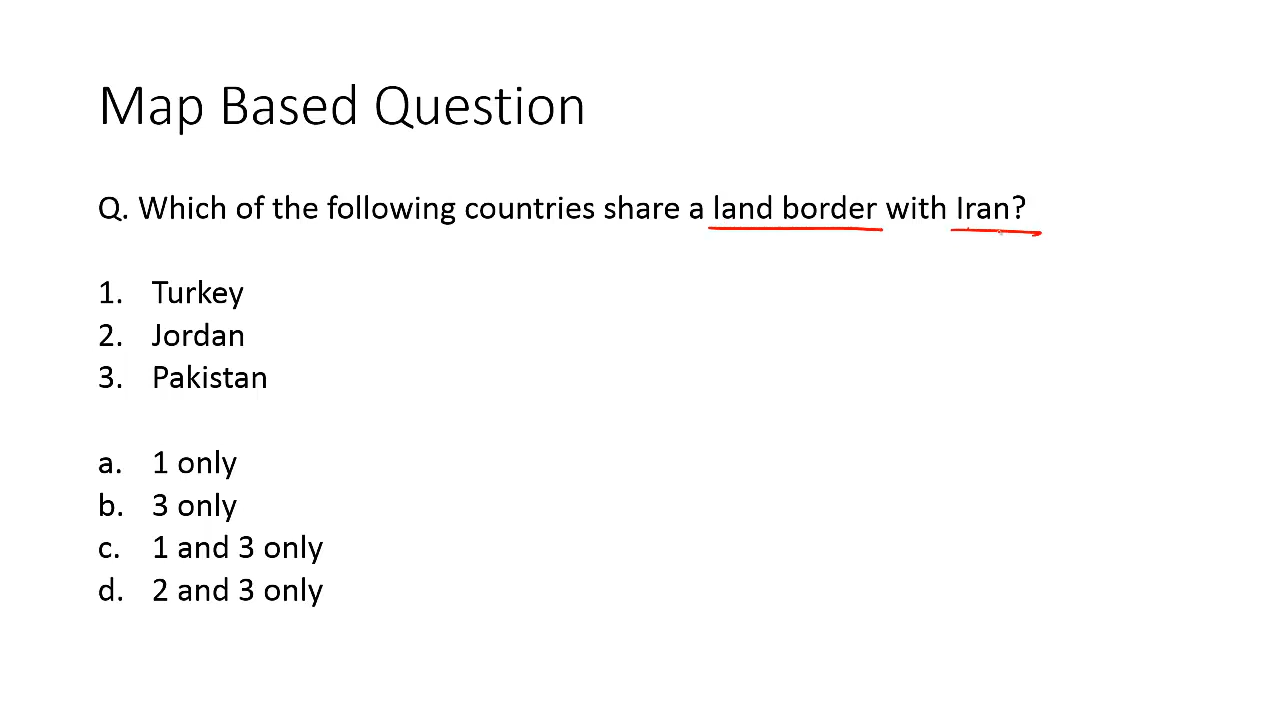 Map Based Question
Q. Which of the following countries share a land border with Iran?
1. Turkey
2. Jordan
3. Pakistan
a. 1 only
b. 3 only
c. 1 and 3 only
d. 2 and 3 only